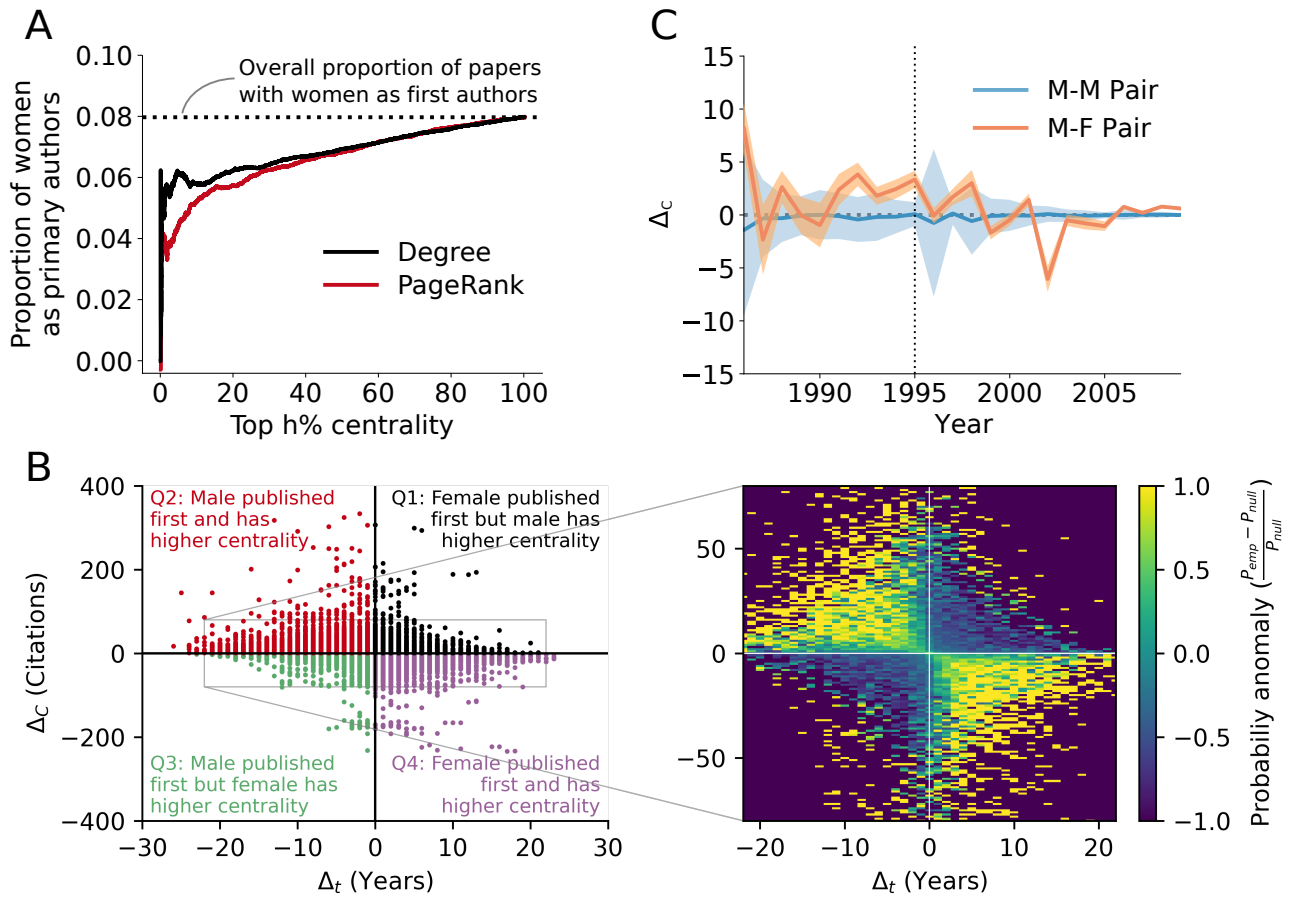 A
Proportion of women
as primary authors
0.10
0.08
0.06
0.04
0.02
0.00
Overall proportion of papers
with women as first authors
Degree
PageRank
0
20
40
60
80
100
Top h% centrality
C
Δc
15
10
5
0
−5
−10
−15
M-M Pair
M-F Pair
1990
1995
2000
2005
Year
B
Δ_C (Citations)
400
200
0
−200
−400
Q2: Male published
first and has
higher centrality
Q1: Female published
first but male has
higher centrality
Q3: Male published
first but female has
higher centrality
Q4: Female published
first and has
higher centrality
−30
−20
−10
0
10
20
30
Δ_t (Years)
50
0
−50
−20
−10
0
10
20
Δ_t (Years)
1.0
0.5
0.0
−0.5
−1.0
Probabiliy anomaly (P_emp − P_null / P_null)